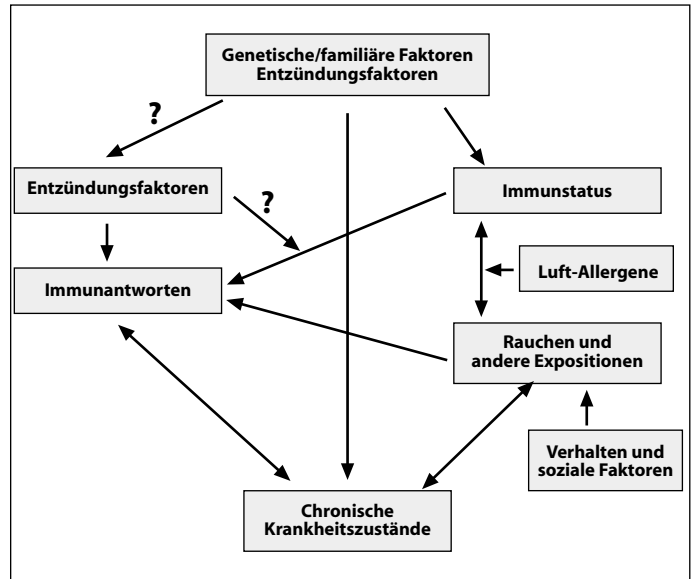 Genetische/familiäre Faktoren
Entzündungsfaktoren
?
Entzündungsfaktoren
?
Immunstatus
Luft-Allergene
Immunantworten
Rauchen und
andere Expositionen
Verhalten und
soziale Faktoren
Chronische
Krankheitszustände